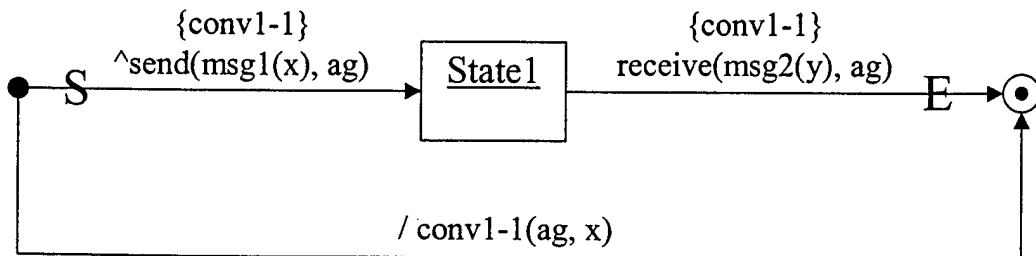 {conv1-1}
^send(msg1(x), ag)
S
State1
{conv1-1}
receive(msg2(y), ag)
E
/ conv1-1(ag, x)